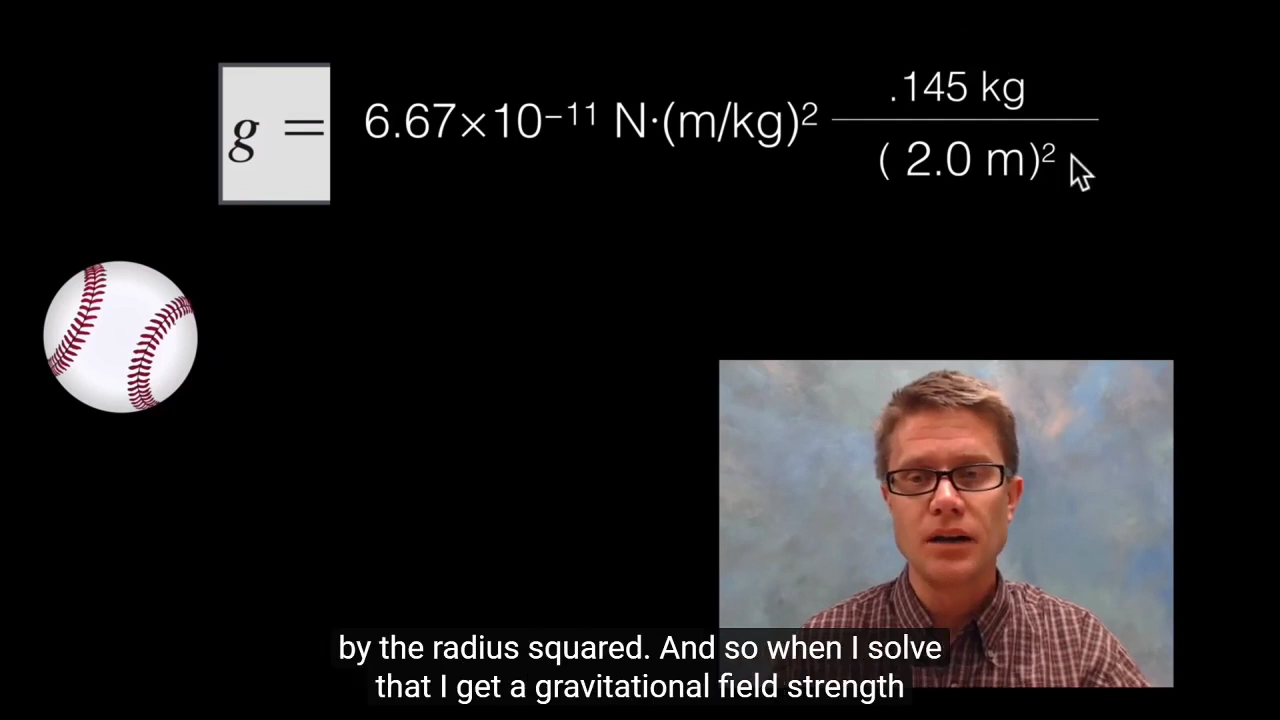 g = 6.67×10⁻¹¹ N·(m/kg)² .145 kg
( 2.0 m)²
by the radius squared. And so when I solve
that I get a gravitational field strength